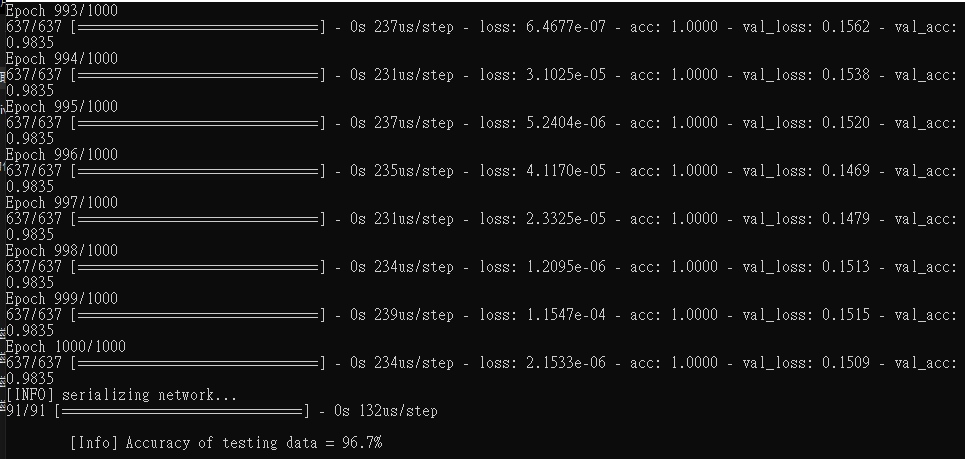 Epoch 993/1000
637/637 [==============================] - 0s 237us/step - loss: 6.4677e-07 - acc: 1.0000 - val_loss: 0.1562 - val_acc:
0.9835
Epoch 994/1000
637/637 [==============================] - 0s 231us/step - loss: 3.1025e-05 - acc: 1.0000 - val_loss: 0.1538 - val_acc:
0.9835
Epoch 995/1000
637/637 [==============================] - 0s 237us/step - loss: 5.2404e-06 - acc: 1.0000 - val_loss: 0.1520 - val_acc:
0.9835
Epoch 996/1000
637/637 [==============================] - 0s 235us/step - loss: 4.1170e-05 - acc: 1.0000 - val_loss: 0.1469 - val_acc:
0.9835
Epoch 997/1000
637/637 [==============================] - 0s 231us/step - loss: 2.3325e-05 - acc: 1.0000 - val_loss: 0.1479 - val_acc:
0.9835
Epoch 998/1000
637/637 [==============================] - 0s 234us/step - loss: 1.2095e-06 - acc: 1.0000 - val_loss: 0.1513 - val_acc:
0.9835
Epoch 999/1000
637/637 [==============================] - 0s 239us/step - loss: 1.1547e-04 - acc: 1.0000 - val_loss: 0.1515 - val_acc:
0.9835
Epoch 1000/1000
637/637 [==============================] - 0s 234us/step - loss: 2.1533e-06 - acc: 1.0000 - val_loss: 0.1509 - val_acc:
0.9835
[INFO] serializing network...
91/91 [==============================] - 0s 132us/step
[Info] Accuracy of testing data = 96.7%